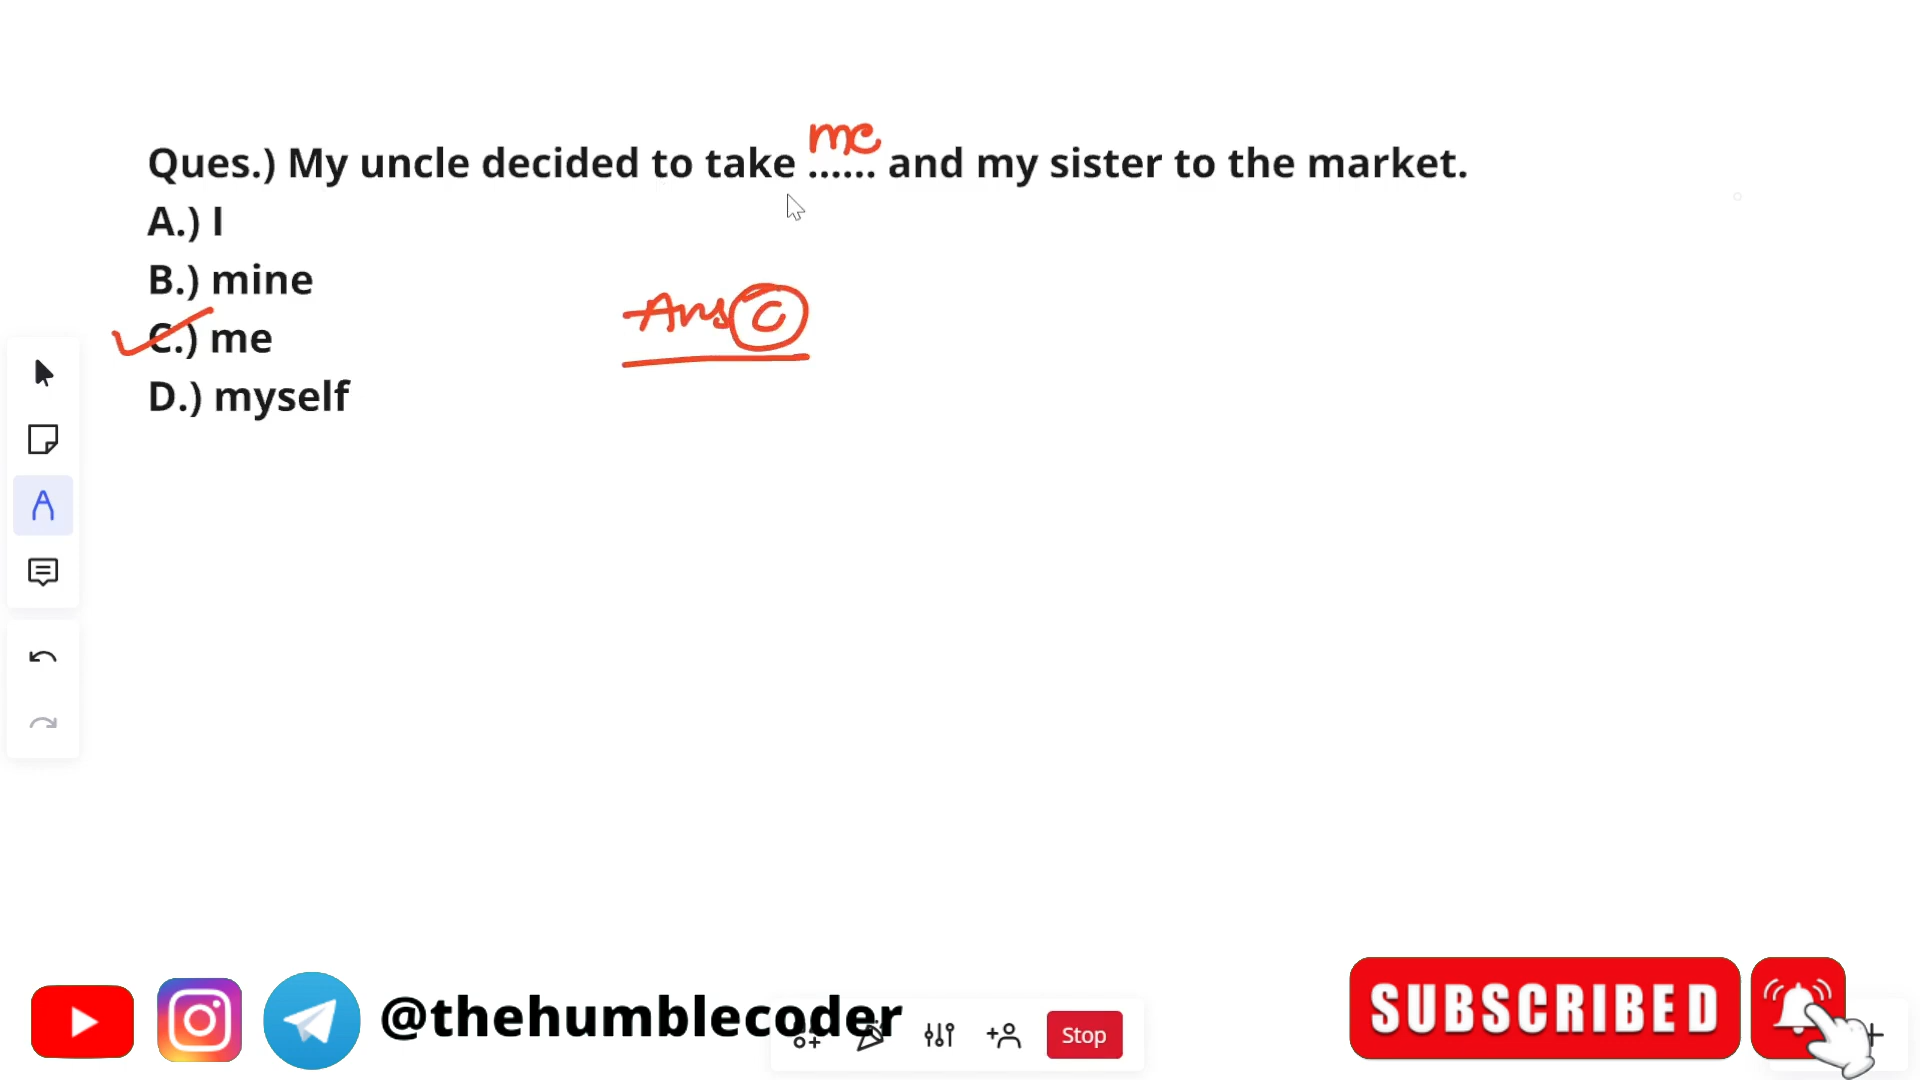 me
Ques.) My uncle decided to take ...... and my sister to the market.
A.) I
B.) mine
Ans C
C.) me
D.) myself
@thehumblecoder
Stop
SUBSCRIBED